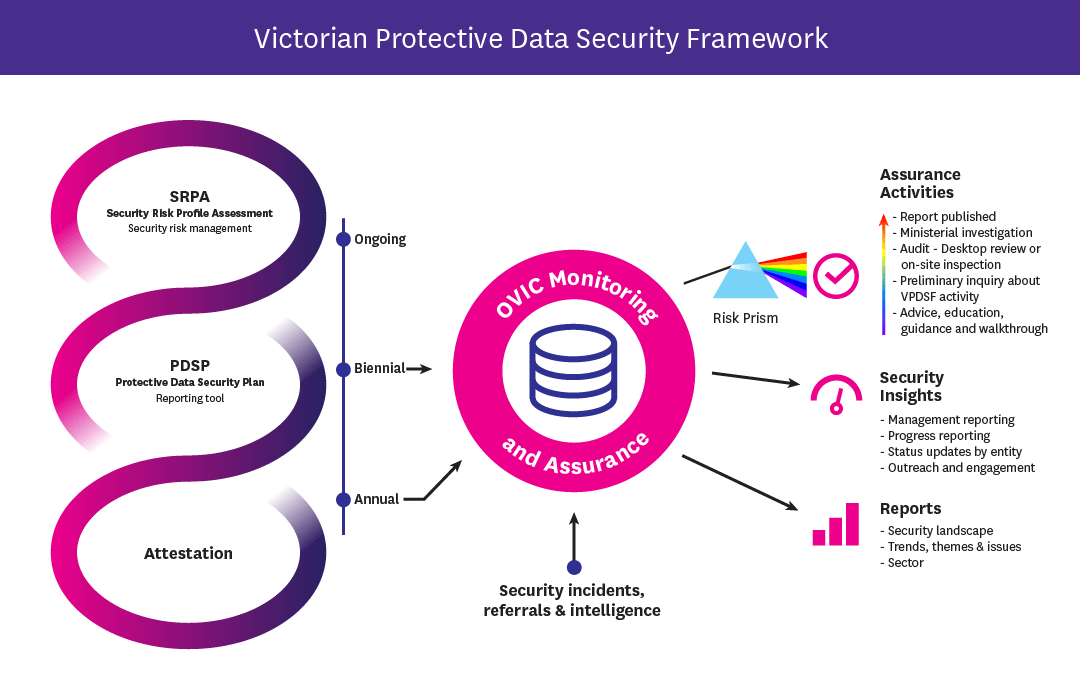 Victorian Protective Data Security Framework
SRPA
Security Risk Profile Assessment
Security risk management
PDSP
Protective Data Security Plan
Reporting tool
Attestation
Ongoing
Biennial
Annual
OVIC Monitoring
and Assurance
Security incidents,
referrals & intelligence
Risk Prism
Assurance
Activities
- Report published
- Ministerial investigation
- Audit - Desktop review or
on-site inspection
- Preliminary inquiry about
VPDSF activity
- Advice, education,
guidance and walkthrough
Security
Insights
- Management reporting
- Progress reporting
- Status updates by entity
- Outreach and engagement
Reports
- Security landscape
- Trends, themes & issues
- Sector